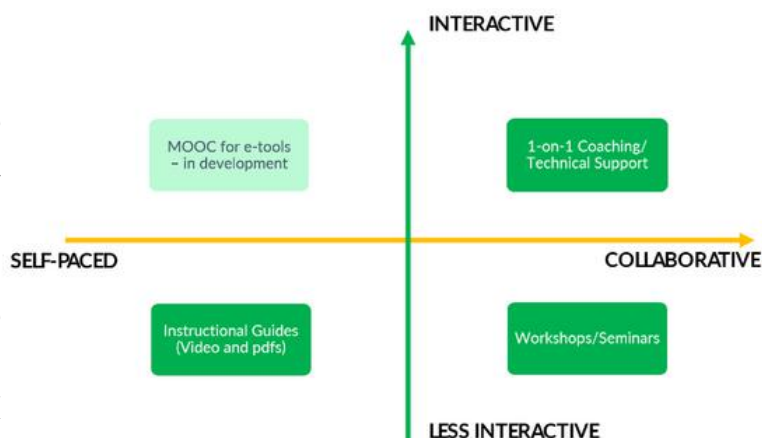 INTERACTIVE
MOOC for e-tools
– in development
1-on-1 Coaching/
Technical Support
SELF-PACED
COLLABORATIVE
Instructional Guides
(Video and pdfs)
Workshops/Seminars
LESS INTERACTIVE